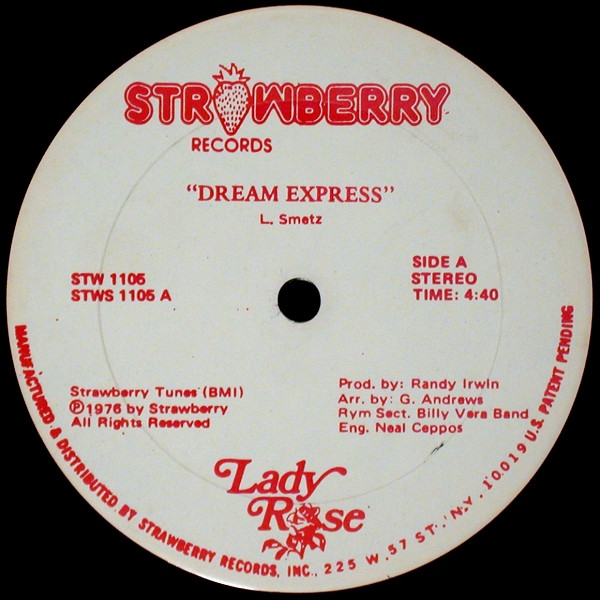 STRAWBERRY
RECORDS
“DREAM EXPRESS”
L. Smetz
STW 1105
STWS 1105 A
SIDE A
STEREO
TIME: 4:40
Strawberry Tunes (BMI)
Ⓟ1976 by Strawberry
All Rights Reserved
Prod. by: Randy Irwin
Arr. by: G. Andrews
Rym Sect. Billy Vera Band
Eng. Neal Ceppos
Lady
Rose
MANUFACTURED & DISTRIBUTED BY STRAWBERRY RECORDS, INC., 225 W. 57 ST., N.Y. 10019 U.S. PATENT PENDING